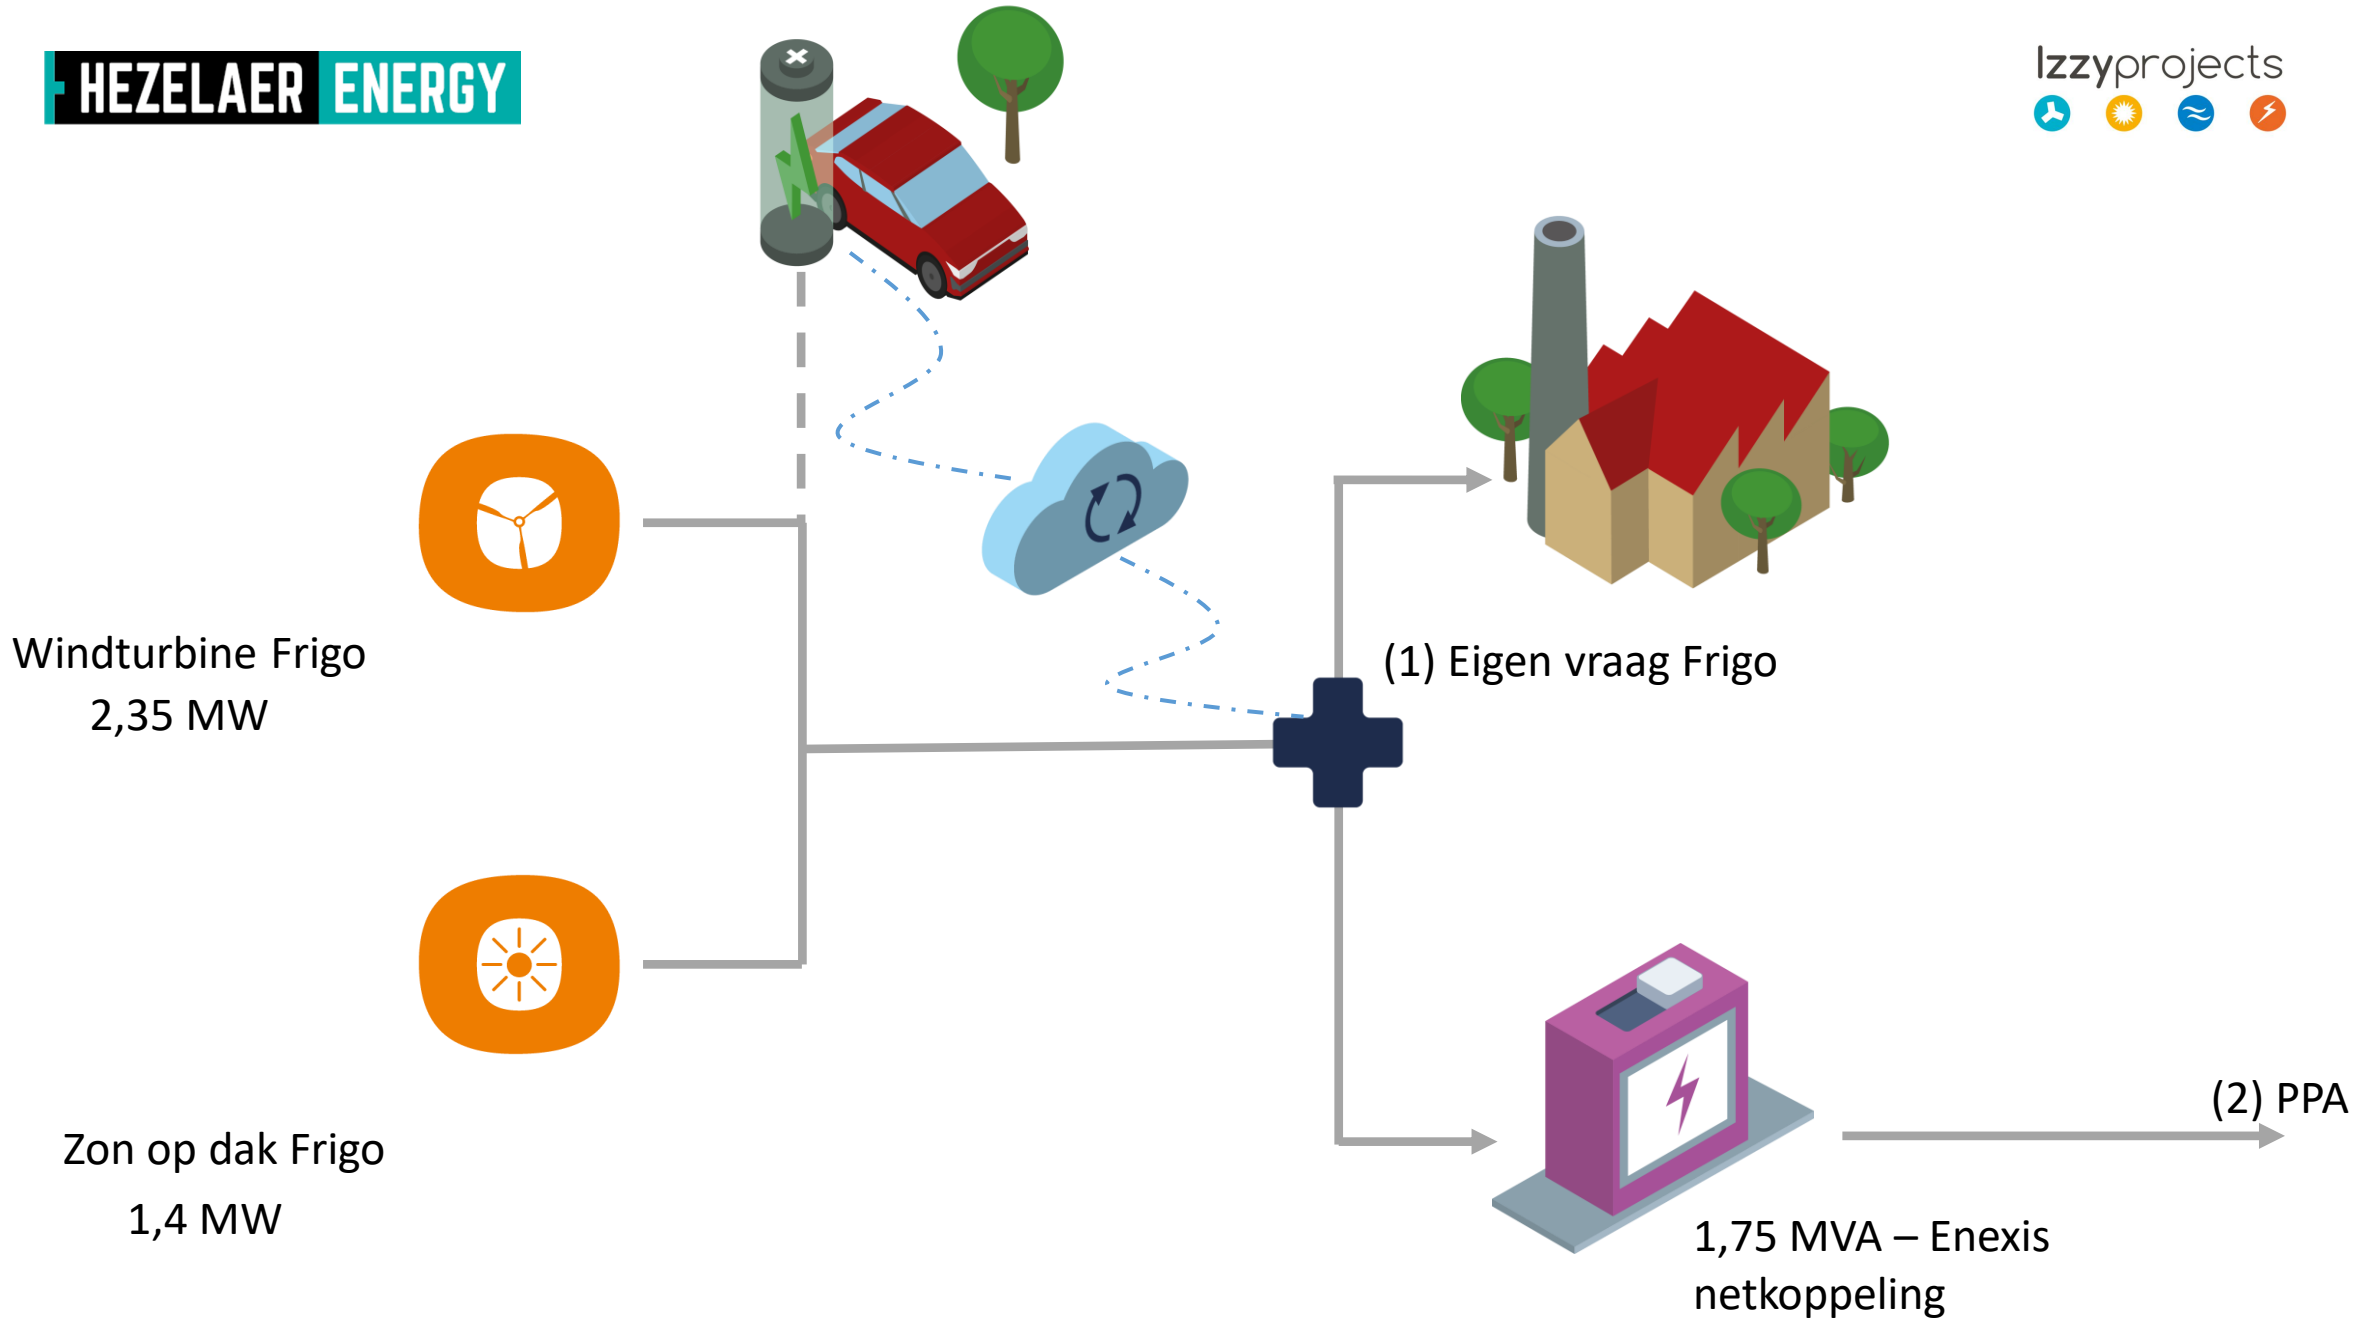 HEZELAER ENERGY
Izzyprojects
Windturbine Frigo
2,35 MW
(1) Eigen vraag Frigo
Zon op dak Frigo
1,4 MW
(2) PPA
1,75 MVA – Enexis
netkoppeling